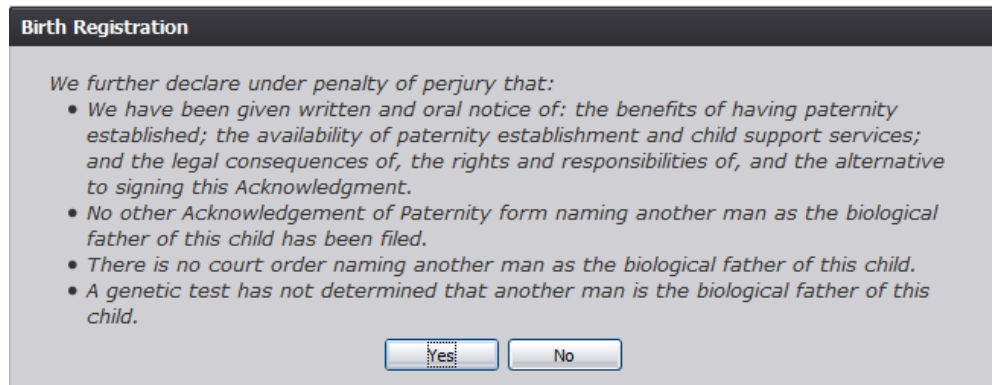 Birth Registration
We further declare under penalty of perjury that:
• We have been given written and oral notice of: the benefits of having paternity
established; the availability of paternity establishment and child support services;
and the legal consequences of, the rights and responsibilities of, and the alternative
to signing this Acknowledgment.
• No other Acknowledgement of Paternity form naming another man as the biological
father of this child has been filed.
• There is no court order naming another man as the biological father of this child.
• A genetic test has not determined that another man is the biological father of this
child.
Yes No